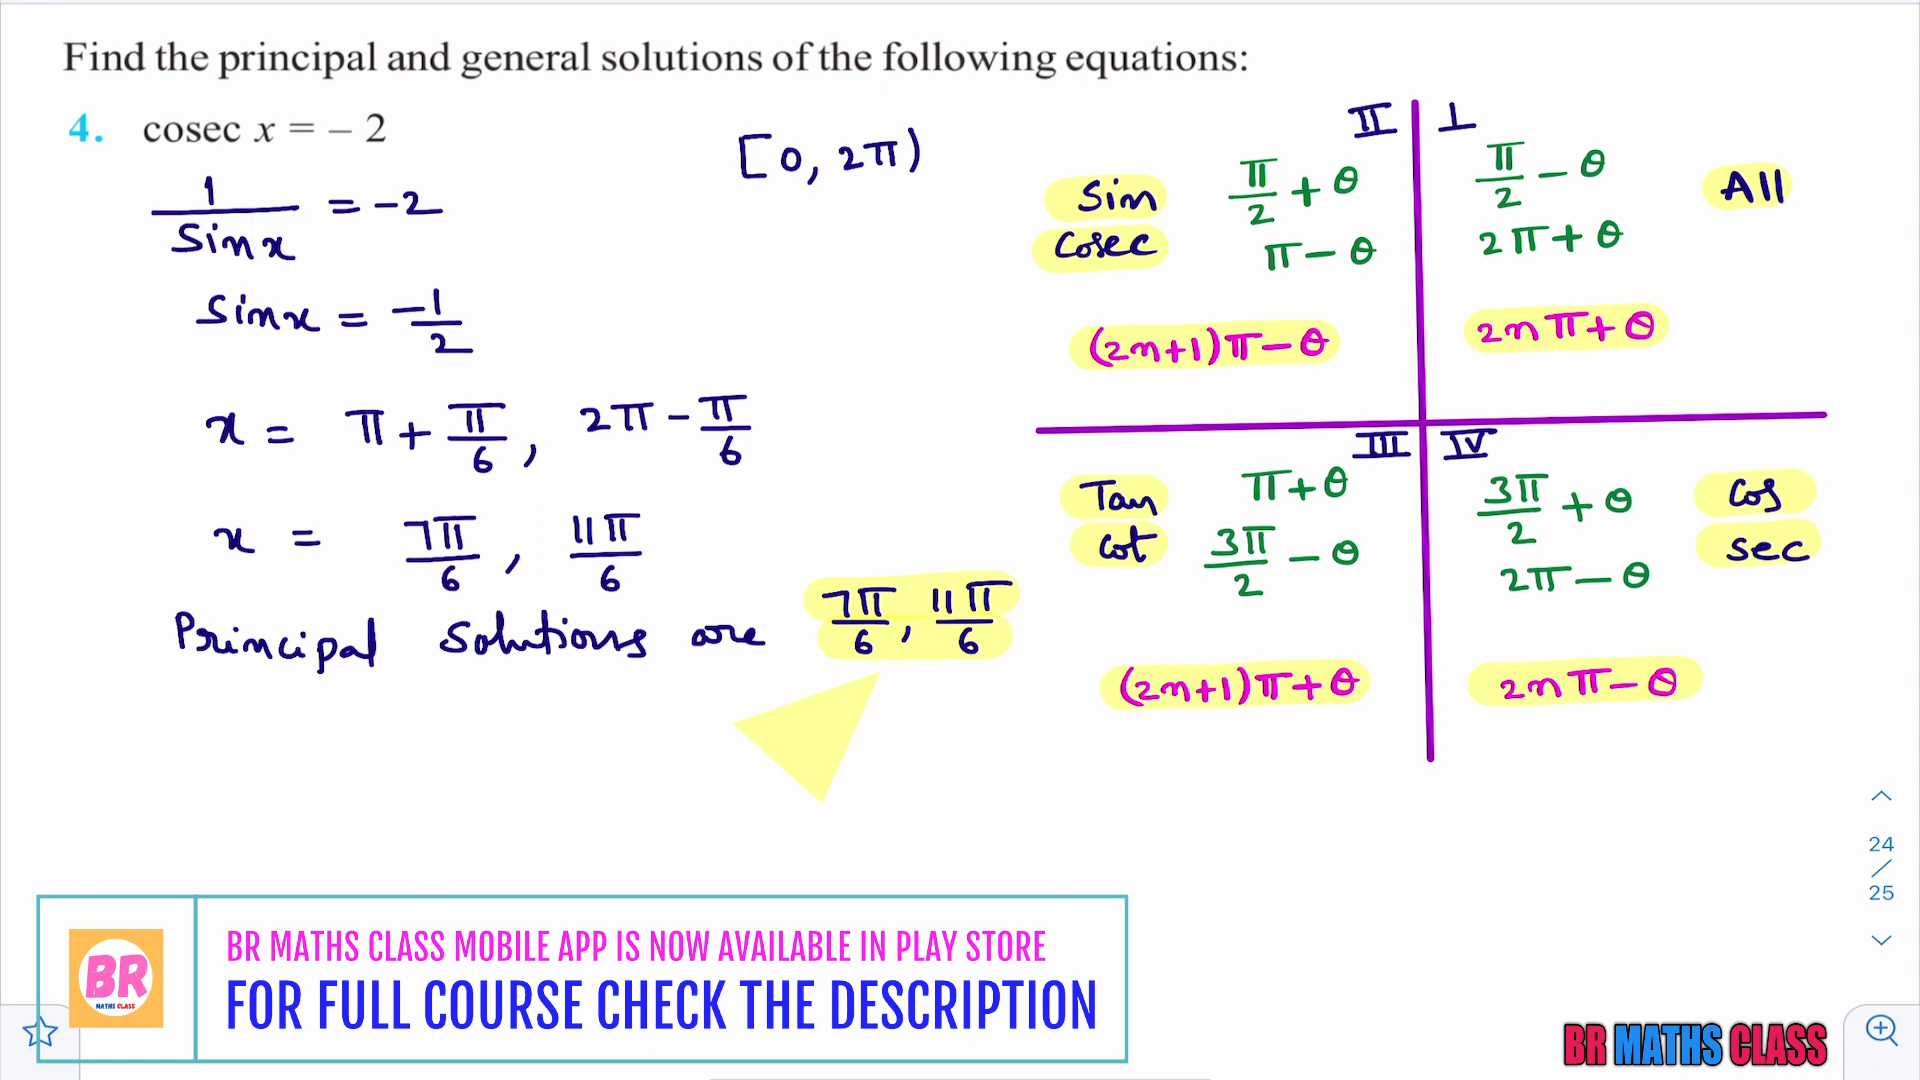 Find the principal and general solutions of the following equations:
4. cosec x = – 2
[0, 2π)
1/Sinx = -2
Sinx = -1/2
x = π + π/6, 2π - π/6
x = 7π/6, 11π/6
Principal Solutions are 7π/6, 11π/6
II
Sin π/2 + θ
Cosec π - θ
(2n+1)π - θ
I
π/2 - θ All
2π + θ
2nπ + θ
III
Tan π + θ
Cot 3π/2 - θ
(2n+1)π + θ
IV
3π/2 + θ Cos
2π - θ Sec
2nπ - θ
24
/
25
BR
MATHS CLASS
BR MATHS CLASS MOBILE APP IS NOW AVAILABLE IN PLAY STORE
FOR FULL COURSE CHECK THE DESCRIPTION
BR MATHS CLASS